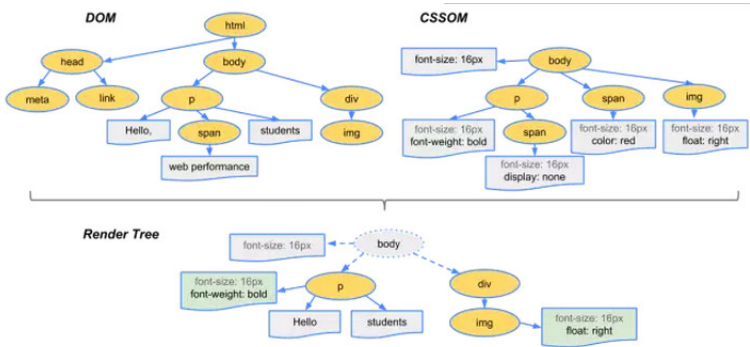 DOM
html
head
body
meta
link
p
div
Hello,
span
students
img
web performance
CSSOM
font-size: 16px
body
p
span
img
font-size: 16px
font-weight: bold
span
font-size: 16px
color: red
font-size: 16px
float: right
font-size: 16px
display: none
Render Tree
font-size: 16px
body
font-size: 16px
font-weight: bold
p
div
Hello
students
img
font-size: 16px
float: right